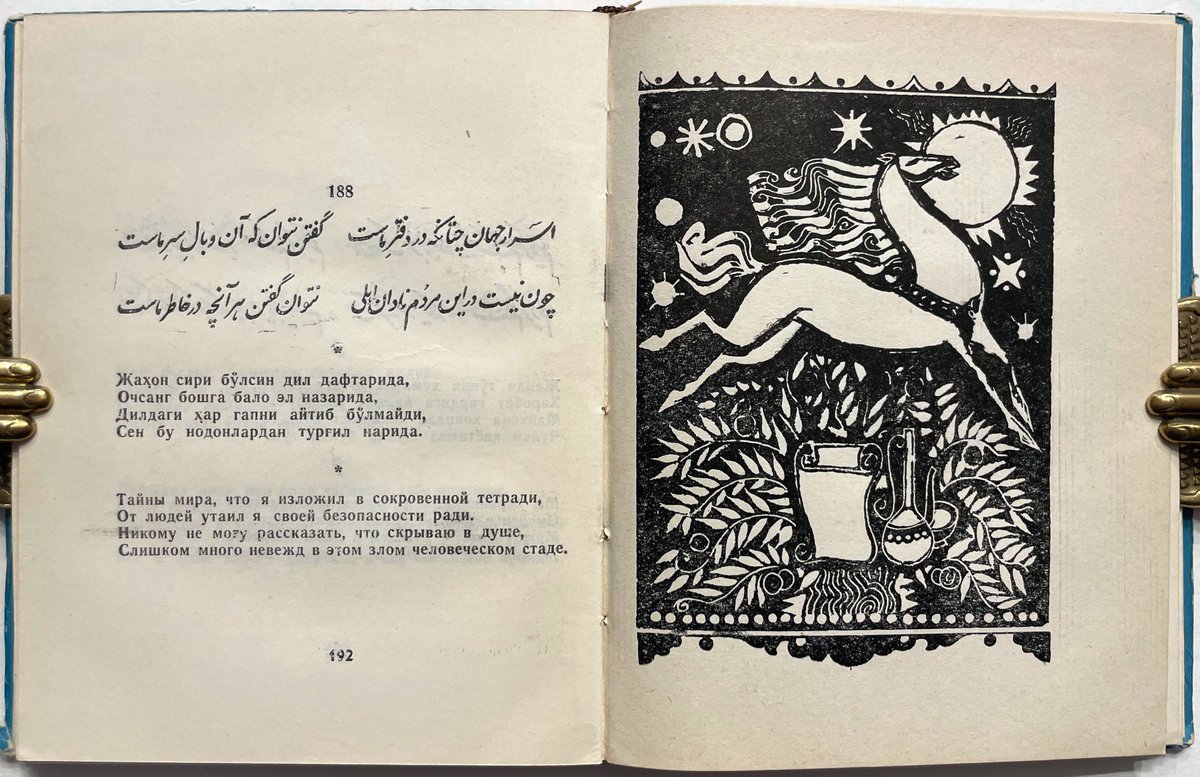 188
اسرار جهان چنانکه در دفتر ماست گفتن نتوان که آن وبال سر ماست
چون نیست در این مردم نادان اهلی نتوان گفتن هر آنچه در خاطر ماست
*
Жаҳон сири бўлсин дил дафтарида,
Очсанг бошга бало эл назарида,
Дилдаги ҳар гапни айтиб бўлмайди,
Сен бу нодонлардан турғил нарида.
*
Тайны мира, что я изложил в сокровенной тетради,
От людей утаил я своей безопасности ради.
Никому не могу рассказать, что скрываю в душе,
Слишком много невежд в этом злом человеческом стаде.
192